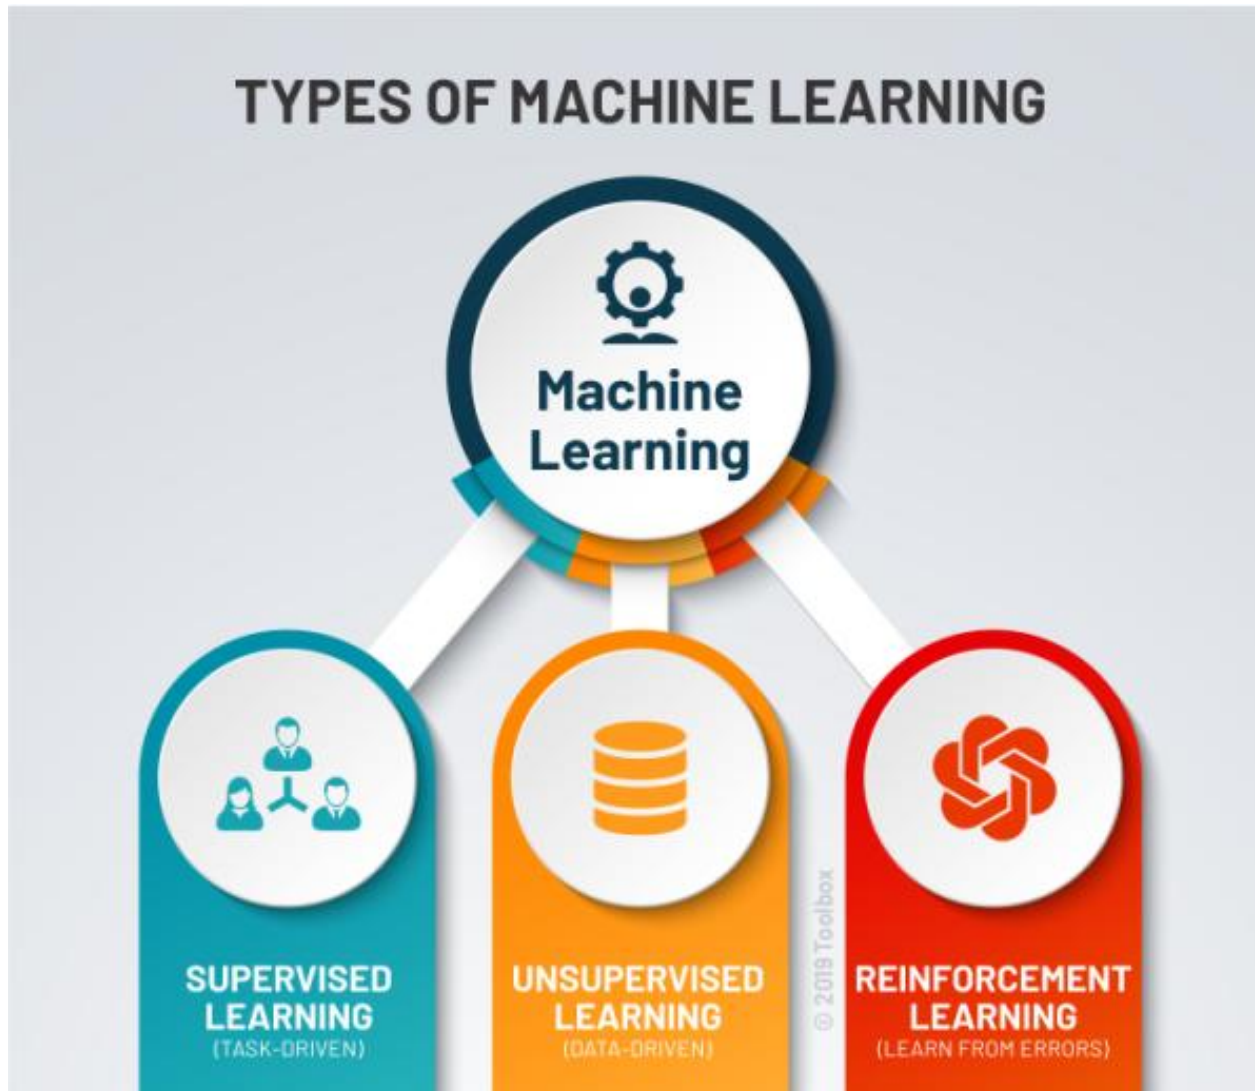 TYPES OF MACHINE LEARNING
Machine
Learning
SUPERVISED
LEARNING
(TASK-DRIVEN)
UNSUPERVISED
LEARNING
(DATA-DRIVEN)
© 2019 Toolbox
REINFORCEMENT
LEARNING
(LEARN FROM ERRORS)